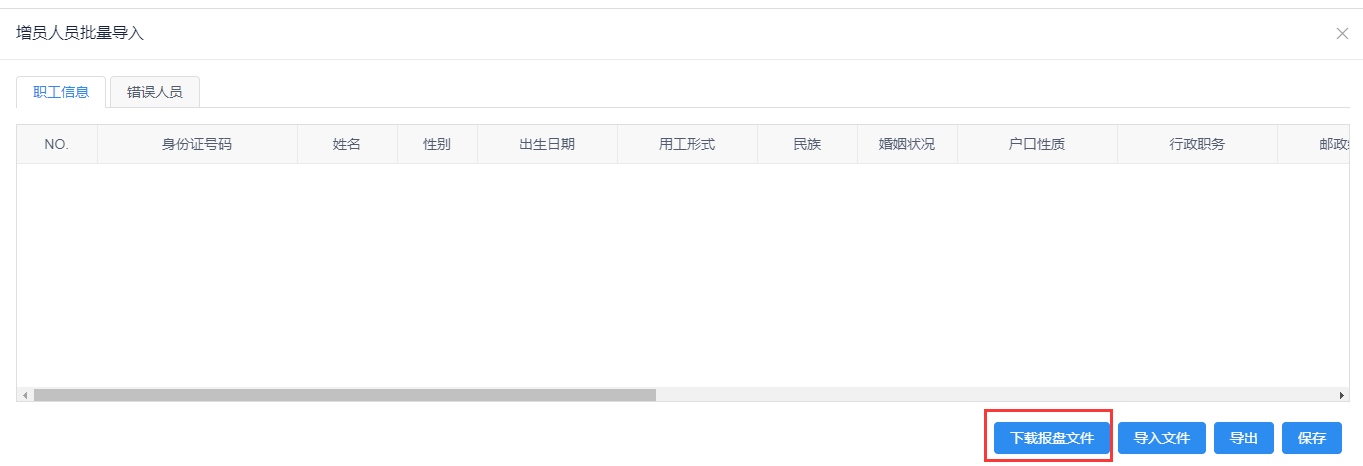 增员人员批量导入
职工信息 错误人员
NO. 身份证号码 姓名 性别 出生日期 用工形式 民族 婚姻状况 户口性质 行政职务 邮政
下载报盘文件 导入文件 导出 保存